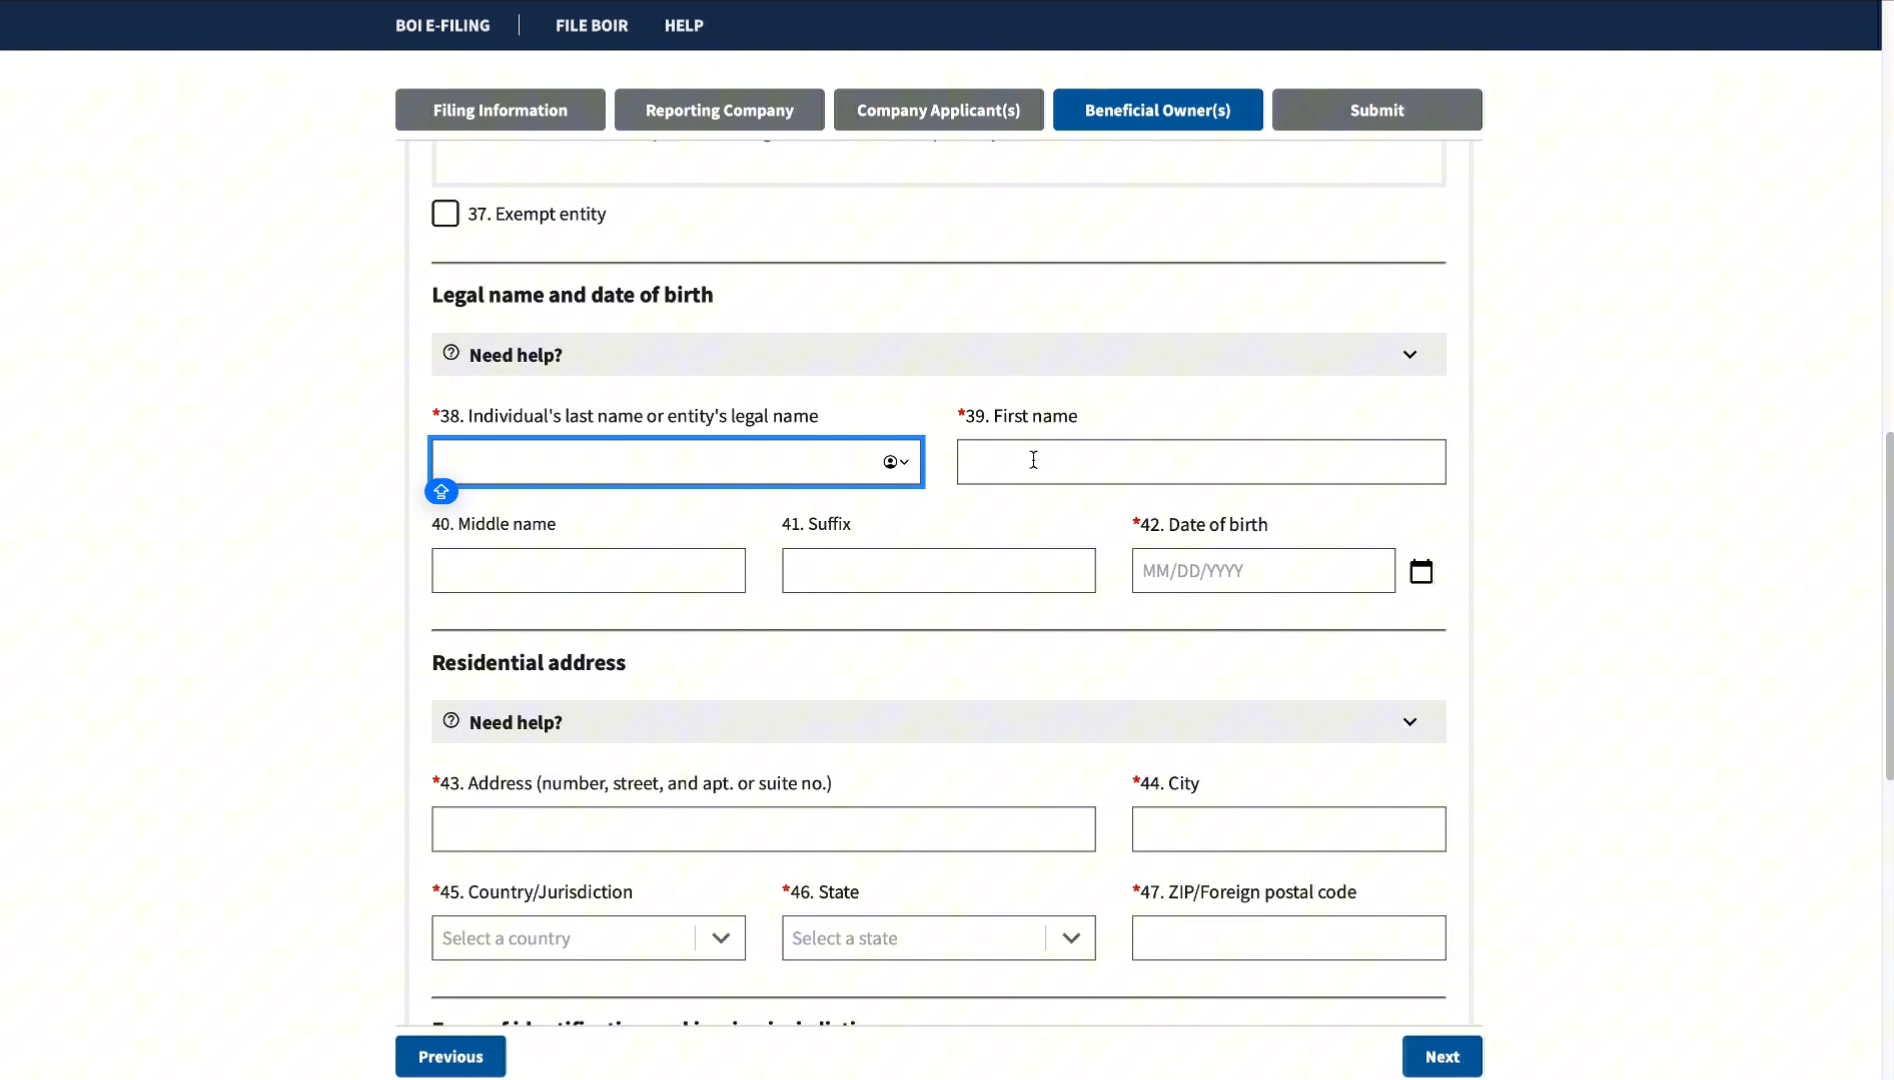 BOI E-FILING
FILE BOIR
HELP
Filing Information
Reporting Company
Company Applicant(s)
Beneficial Owner(s)
Submit
37. Exempt entity
Legal name and date of birth
Need help?
*38. Individual's last name or entity's legal name
*39. First name
40. Middle name
41. Suffix
*42. Date of birth
MM/DD/YYYY
Residential address
Need help?
*43. Address (number, street, and apt. or suite no.)
*44. City
*45. Country/Jurisdiction
*46. State
*47. ZIP/Foreign postal code
Select a country
Select a state
Previous
Next